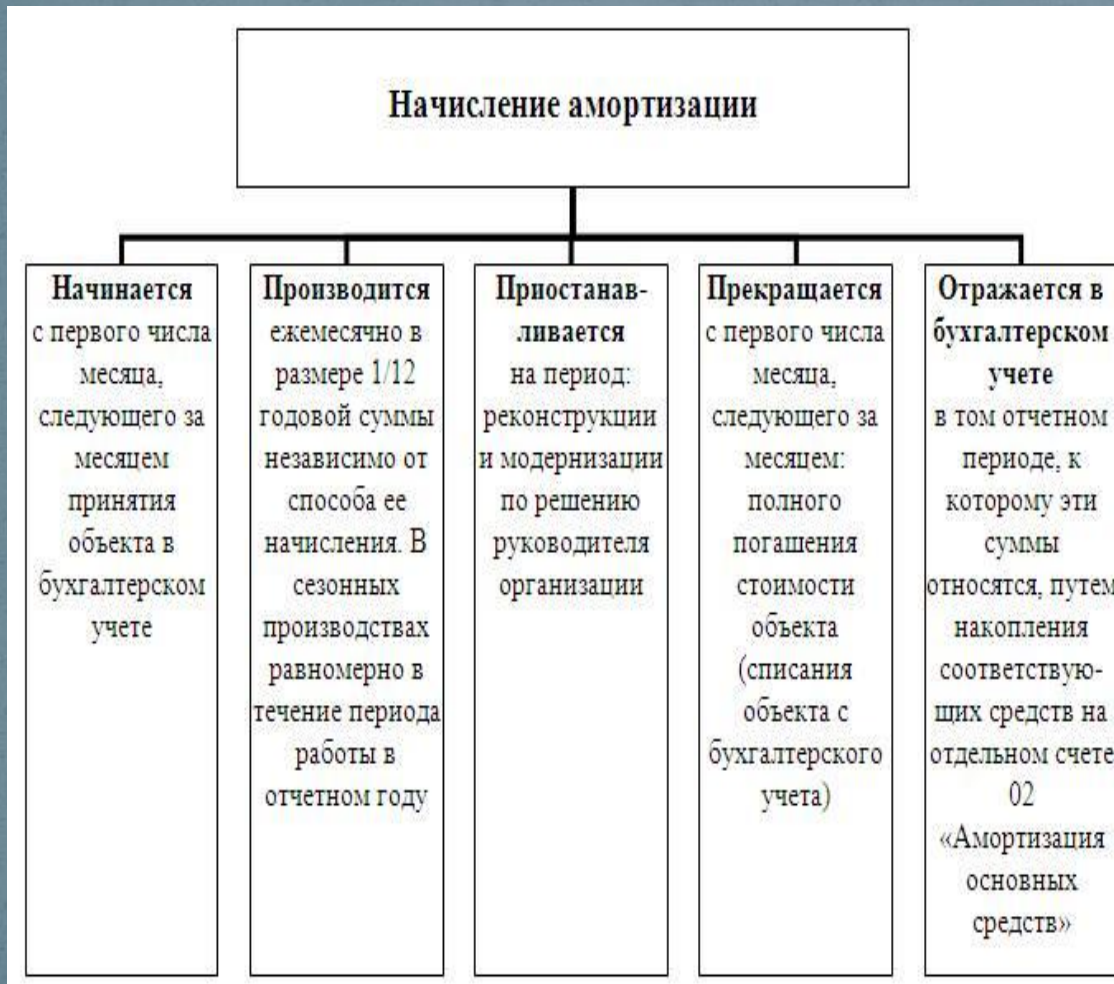 Начисление амортизации
Начинается
с первого числа
месяца,
следующего за
месяцем
принятия
объекта в
бухгалтерском
учете
Производится
ежемесячно в
размере 1/12
годовой суммы
независимо от
способа ее
начисления. В
сезонных
производствах
равномерно в
течение периода
работы в
отчетном году
Приостанав-
ливается
на период:
реконструкции
и модернизации
по решению
руководителя
организации
Прекращается
с первого числа
месяца,
следующего за
месяцем:
полного
погашения
стоимости
объекта
(списания
объекта с
бухгалтерского
учета)
Отражается в
бухгалтерском
учете
в том отчетном
периоде, к
которому эти
суммы
относятся, путем
накопления
соответствую-
щих средств на
отдельном счете
02
«Амортизация
основных
средств»